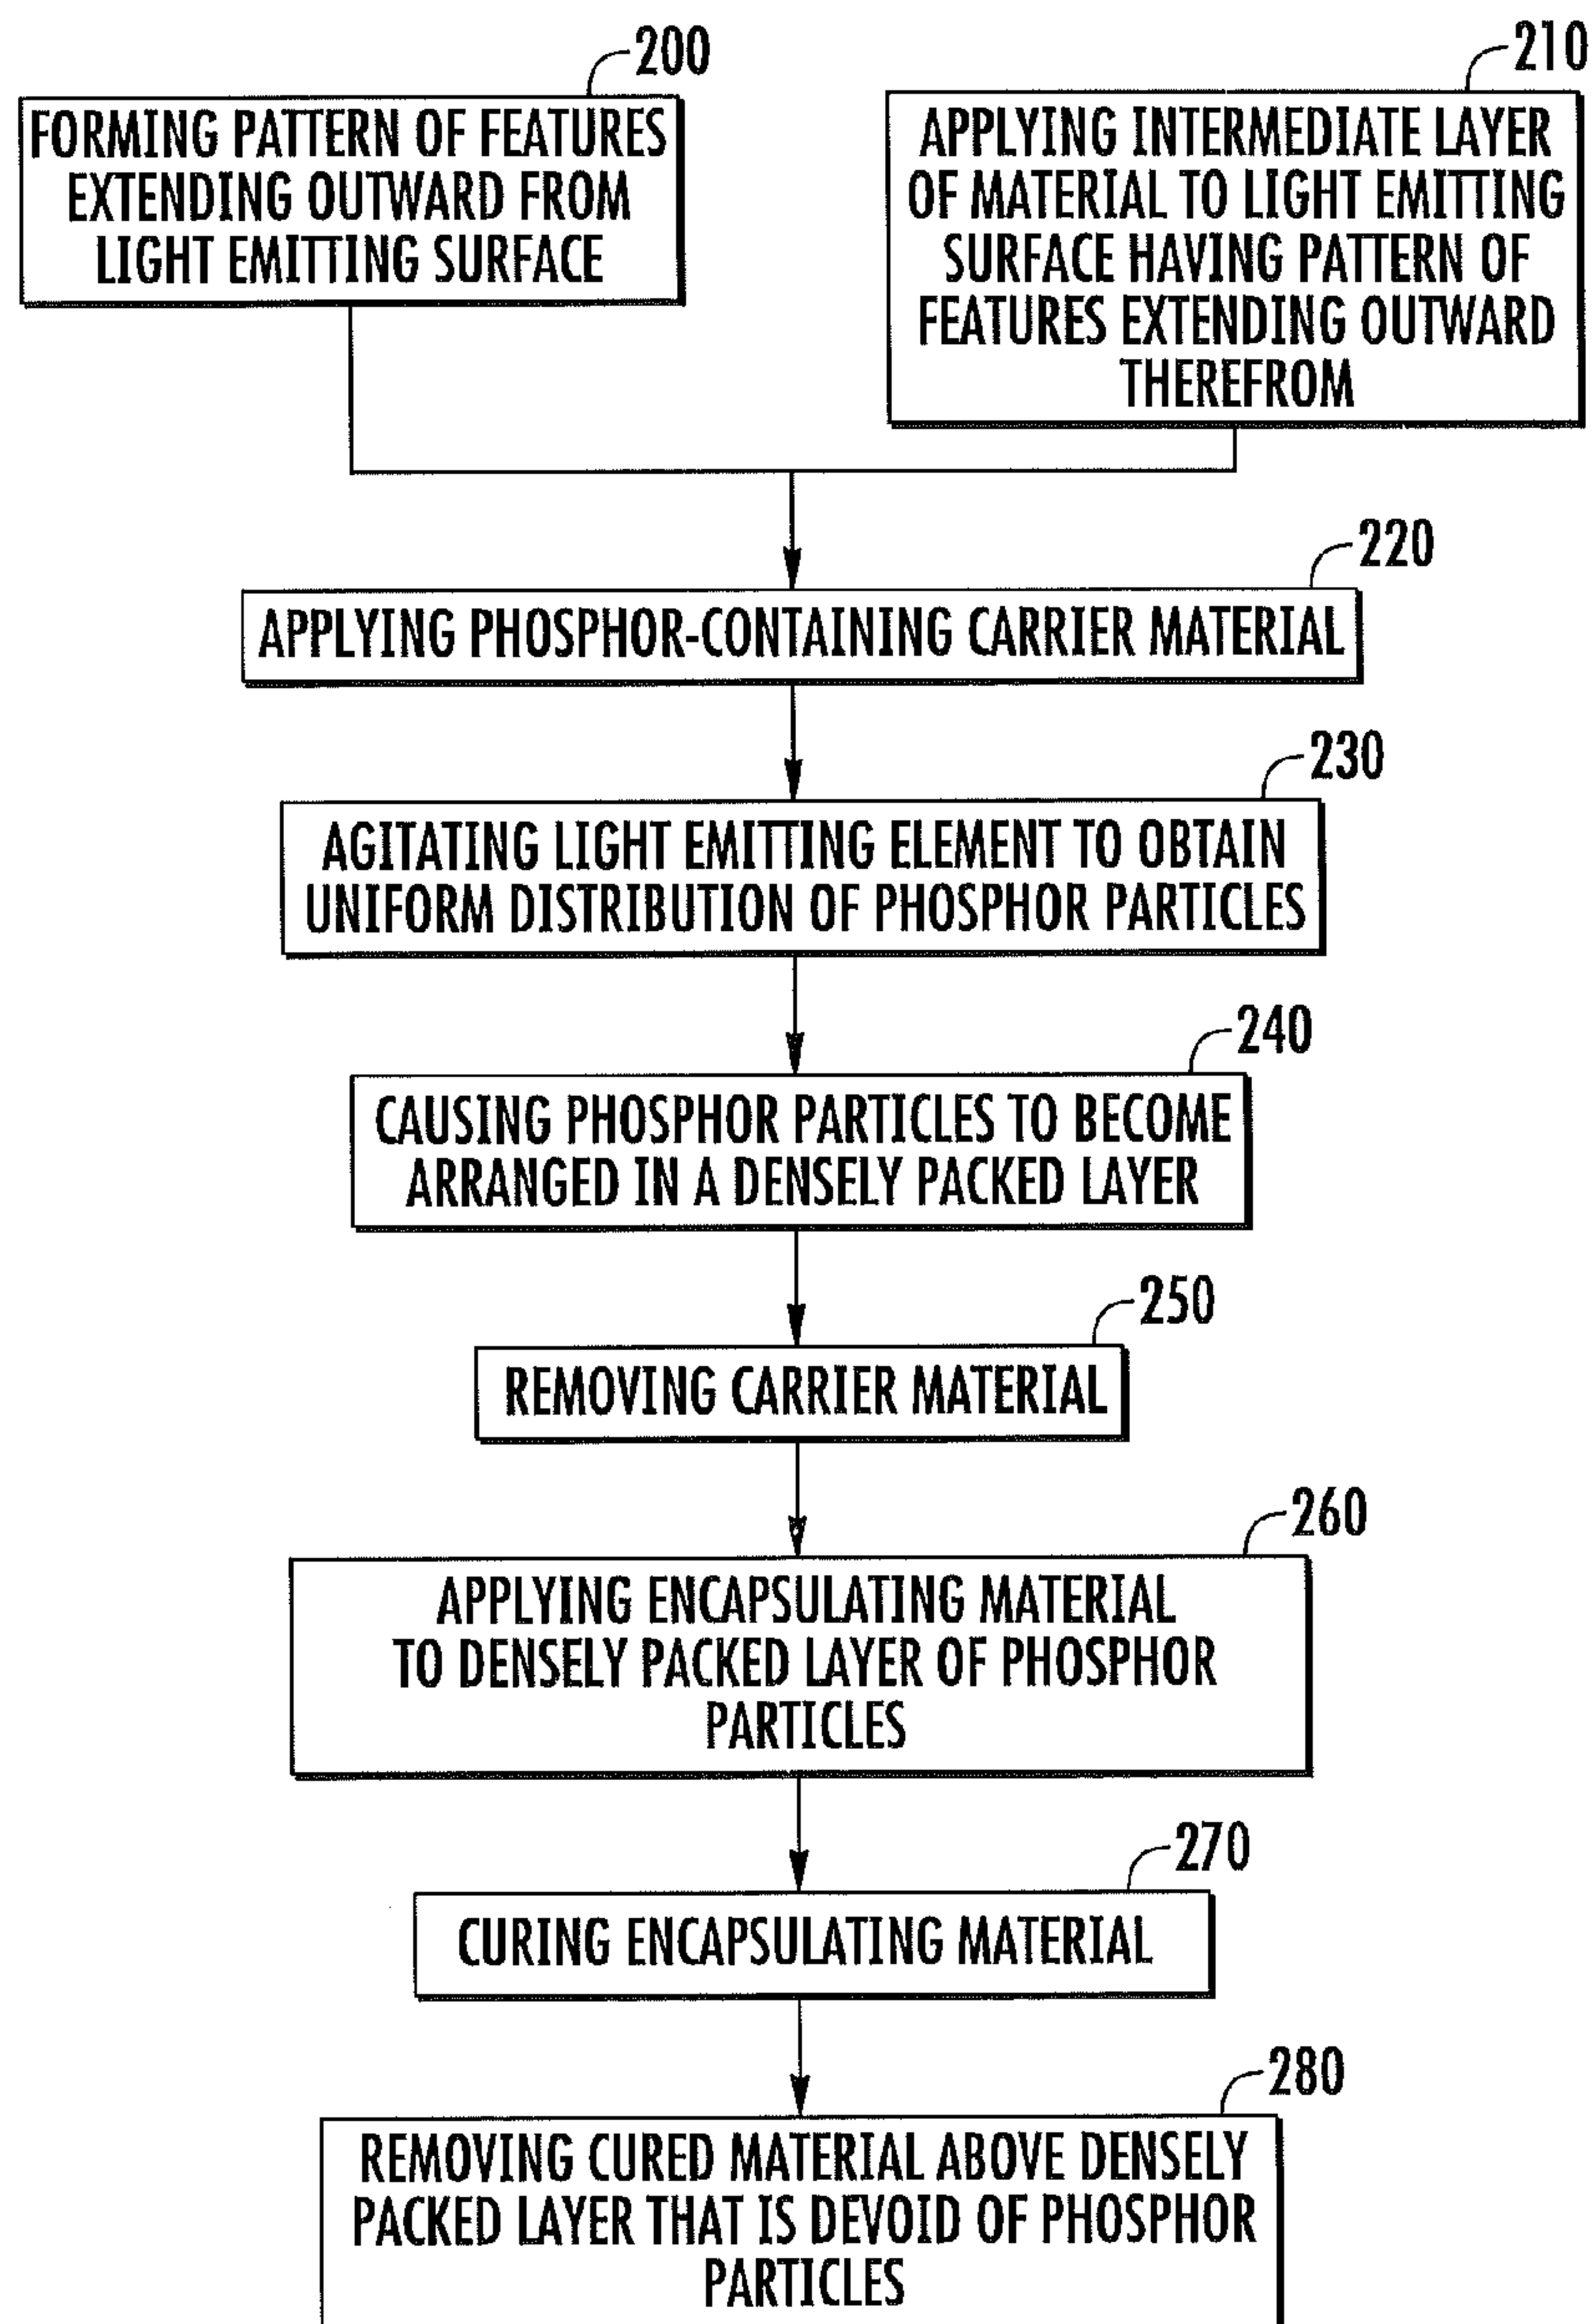 200
FORMING PATTERN OF FEATURES
EXTENDING OUTWARD FROM
LIGHT EMITTING SURFACE
210
APPLYING INTERMEDIATE LAYER
OF MATERIAL TO LIGHT EMITTING
SURFACE HAVING PATTERN OF
FEATURES EXTENDING OUTWARD
THEREFROM
220
APPLYING PHOSPHOR-CONTAINING CARRIER MATERIAL
230
AGITATING LIGHT EMITTING ELEMENT TO OBTAIN
UNIFORM DISTRIBUTION OF PHOSPHOR PARTICLES
240
CAUSING PHOSPHOR PARTICLES TO BECOME
ARRANGED IN A DENSELY PACKED LAYER
250
REMOVING CARRIER MATERIAL
260
APPLYING ENCAPSULATING MATERIAL
TO DENSELY PACKED LAYER OF PHOSPHOR
PARTICLES
270
CURING ENCAPSULATING MATERIAL
280
REMOVING CURED MATERIAL ABOVE DENSELY
PACKED LAYER THAT IS DEVOID OF PHOSPHOR
PARTICLES